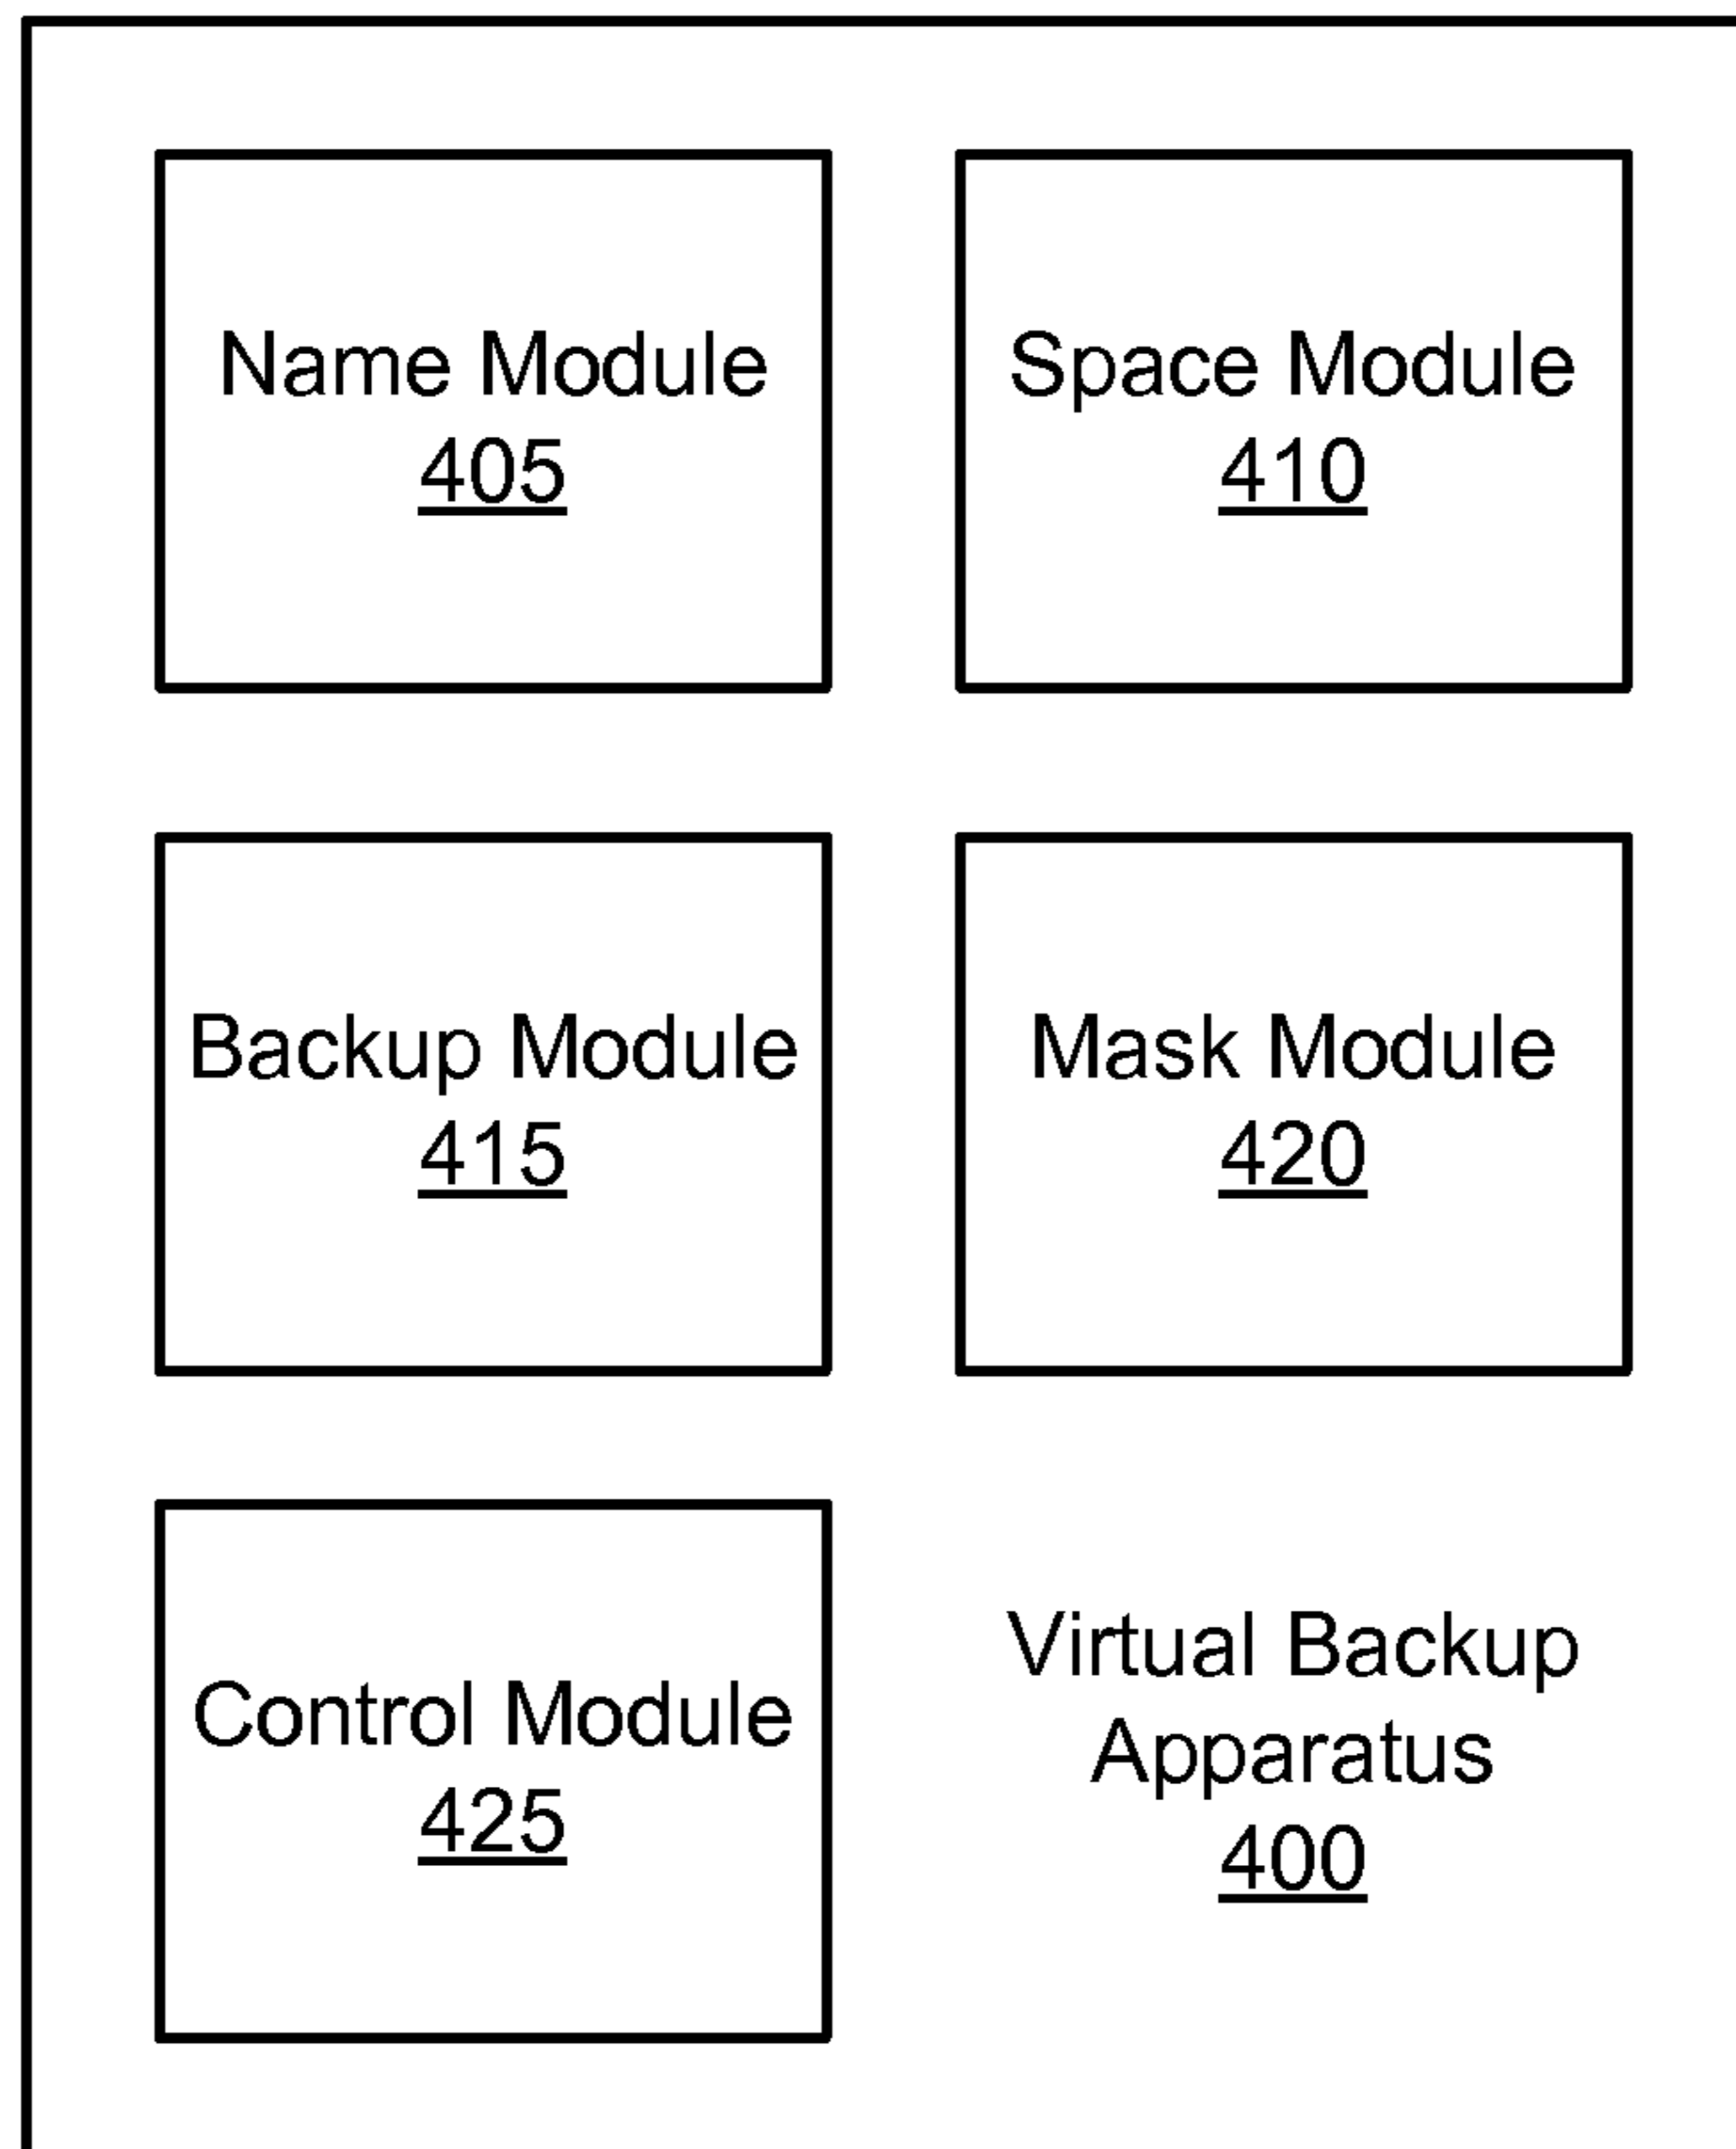 Name Module
405
Space Module
410
Backup Module
415
Mask Module
420
Control Module
425
Virtual Backup
Apparatus
400